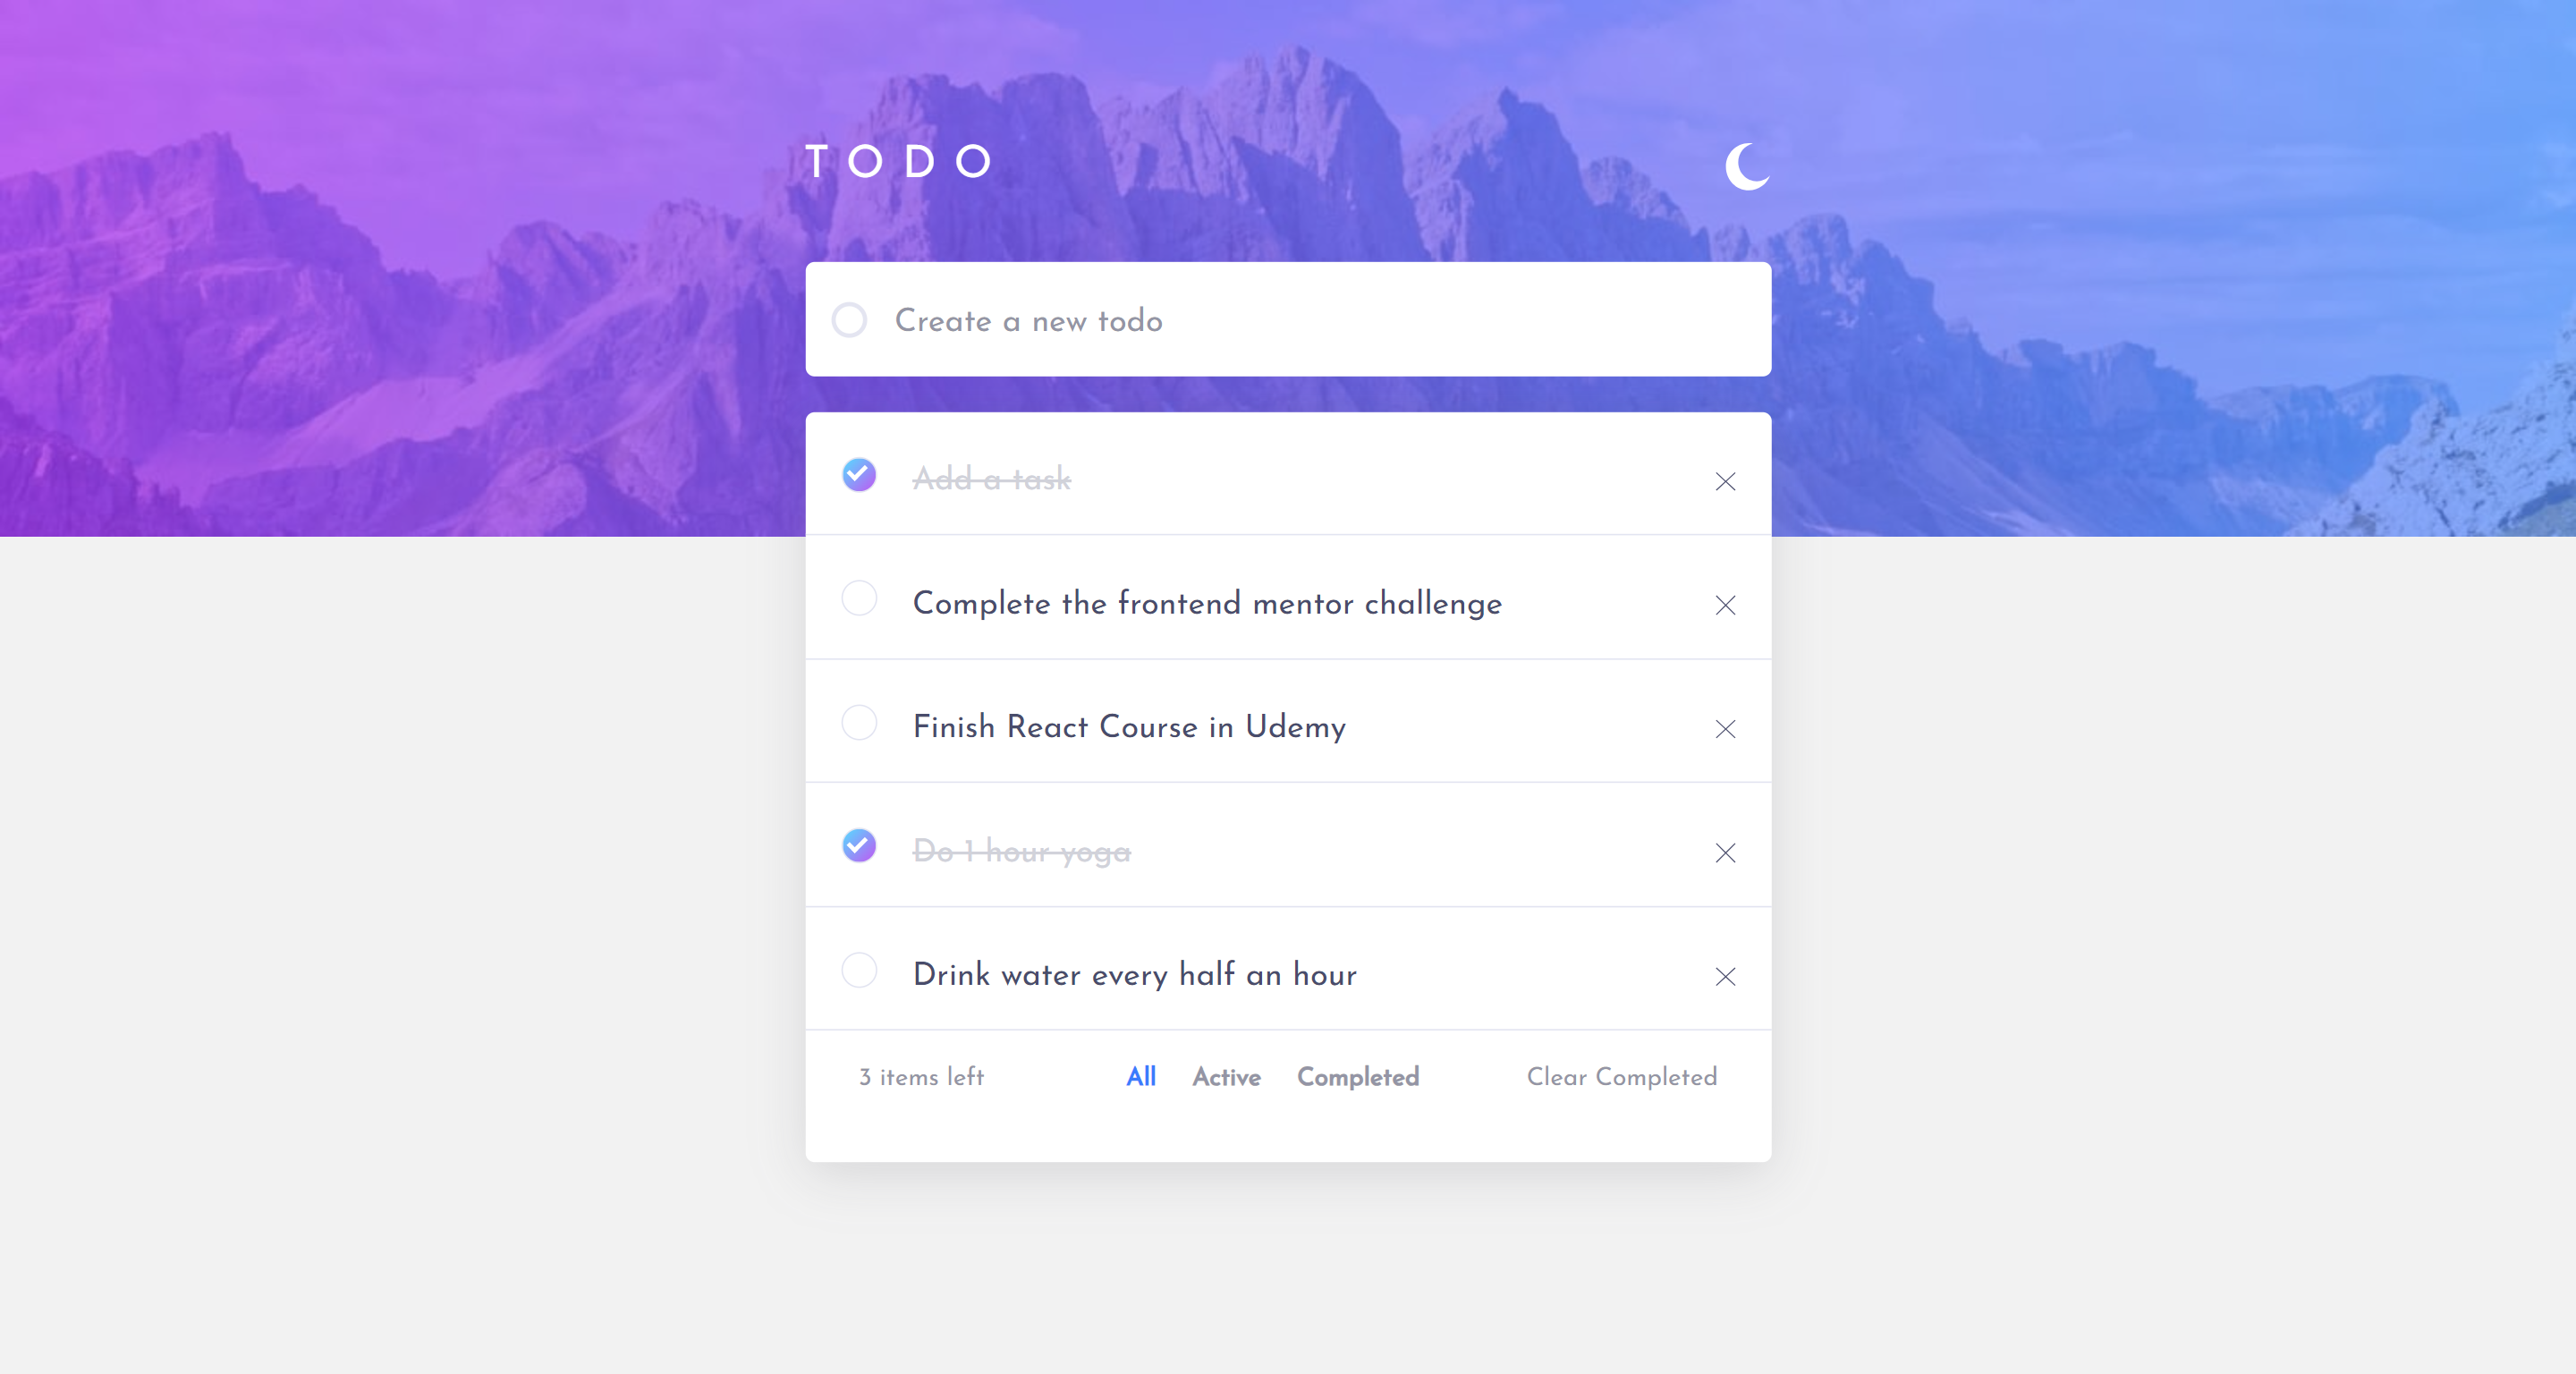 TODO
Create a new todo
Add a task
Complete the frontend mentor challenge
Finish React Course in Udemy
Do 1 hour yoga
Drink water every half an hour
3 items left All Active Completed Clear Completed